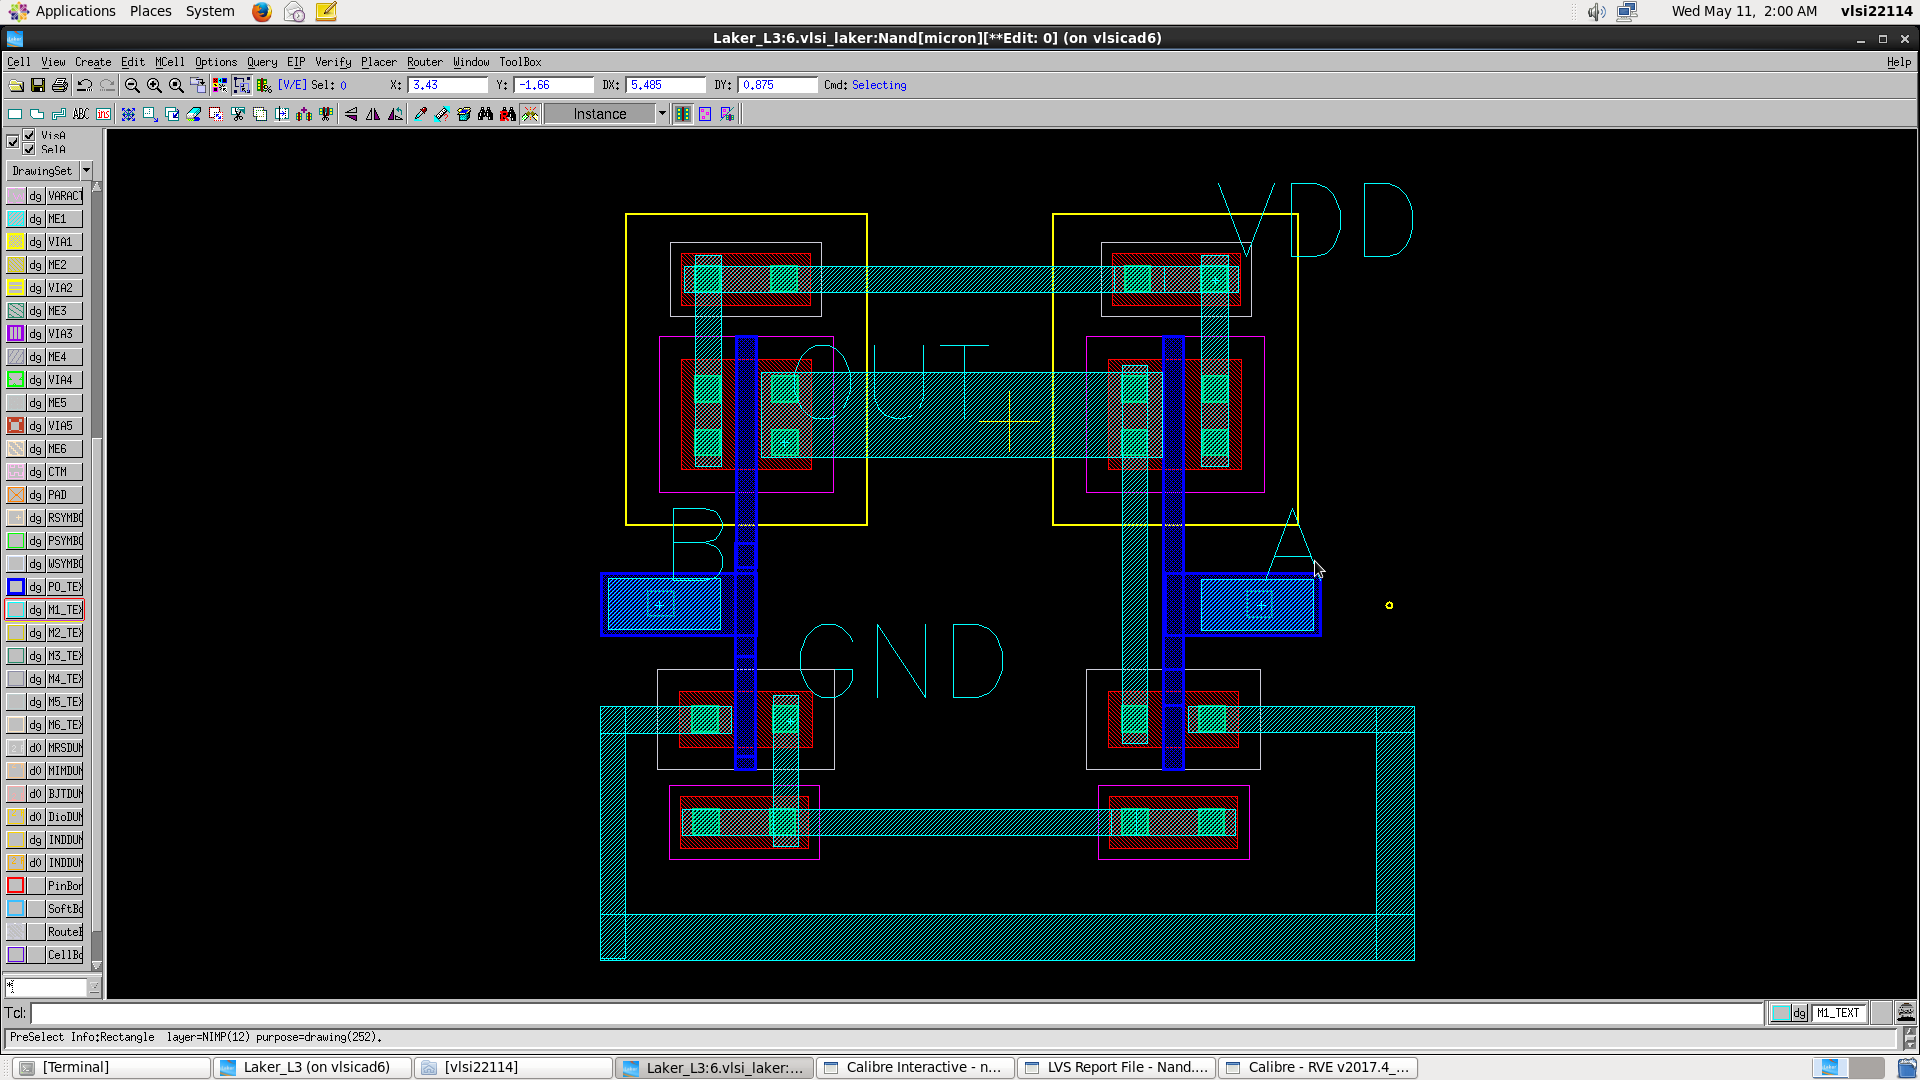 Applications Places System Wed May 11, 2:00 AM vlsi22114
Laker_L3:6.vlsi_laker:Nand[micron][**Edit: 0] (on vlsicad6)
Cell View Create Edit MCell Options Query EIP Verify Placer Router Window ToolBox Help
[V/E] Sel: 0 X: 3.43 Y: -1.66 DX: 5.485 DY: 0.875 Cmd: Selecting
ABC Instance
VisA
SelA
DrawingSet
dg VARACT
dg ME1
dg VIA1
dg ME2
dg VIA2
dg ME3
dg VIA3
dg ME4
dg VIA4
dg ME5
dg VIA5
dg ME6
dg CTM
dg PAD
dg RSYMBO
dg PSYMBO
dg WSYMBO
dg PO_TEX
dg M1_TEX
dg M2_TEX
dg M3_TEX
dg M4_TEX
dg M5_TEX
dg M6_TEX
d0 MRSDUM
d0 MIMDUM
d0 BJTDUM
dg DioDUM
dg INDDUM
d0 INDDUM
PinBor
SoftBo
RouteB
CellBo
*
VDD
OUT
B
A
GND
Tcl: dg M1_TEXT
PreSelect Info:Rectangle layer=NIMP(12) purpose=drawing(252).
[Terminal] Laker_L3 (on vlsicad6) [vlsi22114] Laker_L3:6.vlsi_laker:... Calibre Interactive - n... LVS Report File - Nand.... Calibre - RVE v2017.4_...